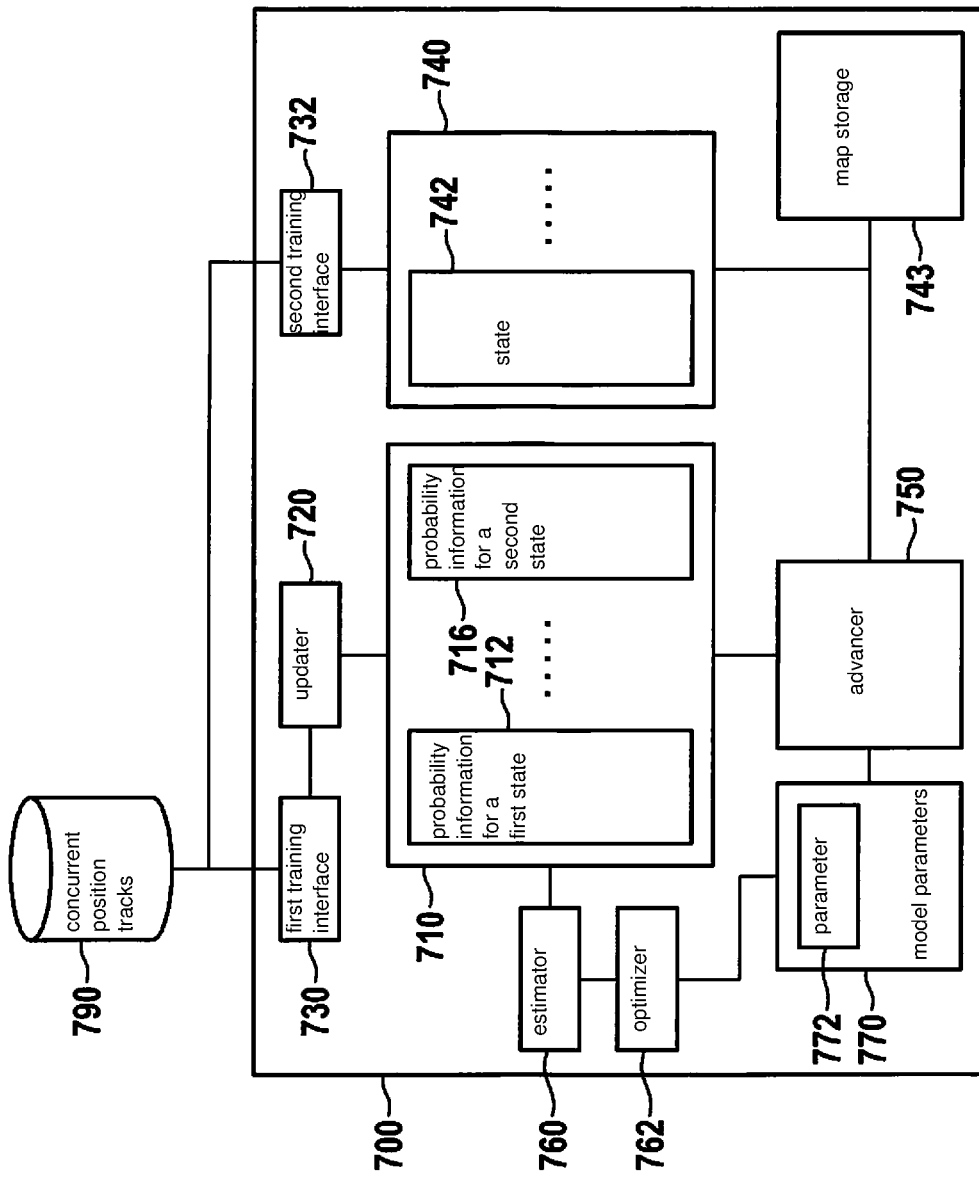 790
concurrent
position
tracks
700
730
first training
interface
updater
720
second training
interface
732
760
estimator
762
optimizer
710
probability
information
for a
first state
712
716
probability
information
for a
second
state
.....
740
742
state
.....
772
770
parameter
model parameters
advancer
750
743
map storage